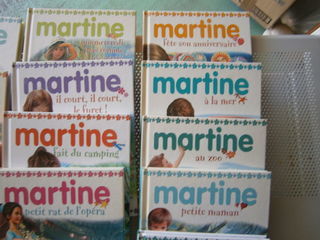 martine
martine
fête son anniversaire
martine
il court, il court,
le furet !
martine
à la mer
martine
fait du camping
martine
au zoo
martine
petit rat de l'opéra
martine
petite maman